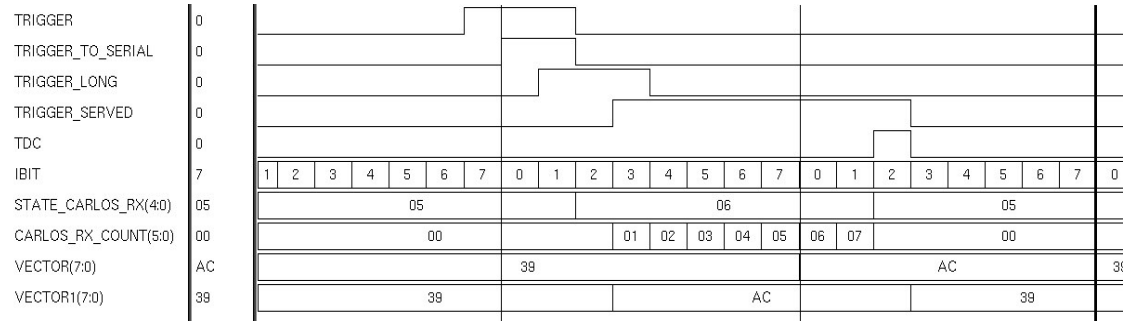 TRIGGER 0
TRIGGER_TO_SERIAL 0
TRIGGER_LONG 0
TRIGGER_SERVED 0
TDC 0
IBIT 7 1 2 3 4 5 6 7 0 1 2 3 4 5 6 7 0 1 2 3 4 5 6 7 0
STATE_CARLOS_RX(4:0) 05 05 06 05
CARLOS_RX_COUNT(5:0) 00 00 01 02 03 04 05 06 07 00
VECTOR(7:0) AC 39 AC 39
VECTOR1(7:0) 39 39 AC 39